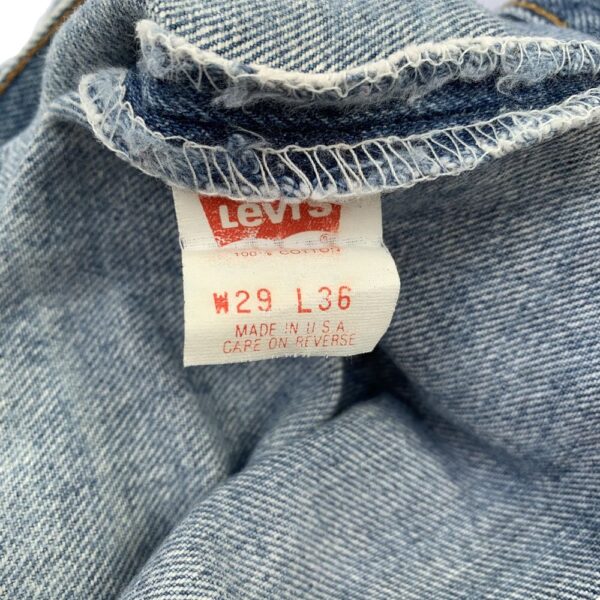 Levi's
®
100% COTTON
W29 L36
MADE IN U.S.A.
CARE ON REVERSE